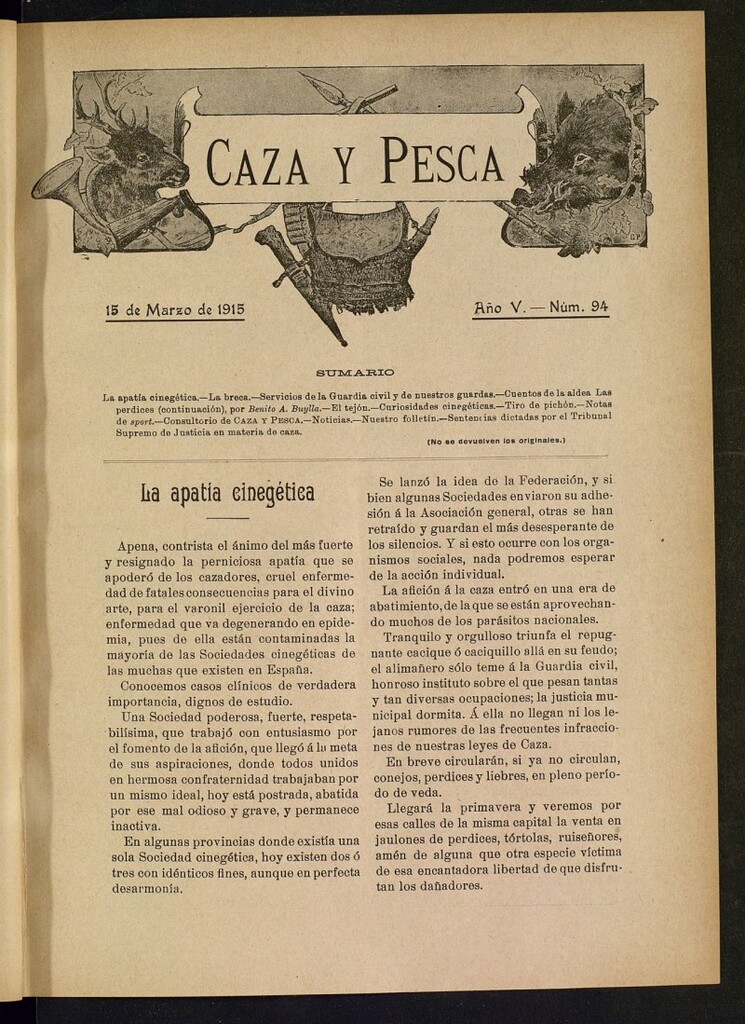 CAZA Y PESCA
15 de Marzo de 1915
Año V. — Núm. 94
SUMARIO
La apatía cinegética.—La breca.—Servicios de la Guardia civil y de nuestros guardas.—Cuentos de la aldea Las
perdices (continuación), por Benito A. Buylla.—El tejón.—Curiosidades cinegéticas.—Tiro de pichón.—Notas
de sport.—Consultorio de CAZA Y PESCA.—Noticias.—Nuestro folletín.—Sentencias dictadas por el Tribunal
Supremo de Justicia en materia de caza.
(No se devuelven los originales.)
La apatía cinegética
Apena, contrista el ánimo del más fuerte
y resignado la perniciosa apatía que se
apoderó de los cazadores, cruel enferme-
dad de fatales consecuencias para el divino
arte, para el varonil ejercicio de la caza;
enfermedad que va degenerando en epide-
mia, pues de ella están contaminadas la
mayoría de las Sociedades cinegéticas de
las muchas que existen en España.
Conocemos casos clínicos de verdadera
importancia, dignos de estudio.
Una Sociedad poderosa, fuerte, respeta-
bilísima, que trabajó con entusiasmo por
el fomento de la afición, que llegó á la meta
de sus aspiraciones, donde todos unidos
en hermosa confraternidad trabajaban por
un mismo ideal, hoy está postrada, abatida
por ese mal odioso y grave, y permanece
inactiva.
En algunas provincias donde existía una
sola Sociedad cinegética, hoy existen dos ó
tres con idénticos fines, aunque en perfecta
desarmonía.
Se lanzó la idea de la Federación, y si
bien algunas Sociedades enviaron su adhe-
sión á la Asociación general, otras se han
retraído y guardan el más desesperante de
los silencios. Y si esto ocurre con los orga-
nismos sociales, nada podremos esperar
de la acción individual.
La afición á la caza entró en una era de
abatimiento, de la que se están aprovechan-
do muchos de los parásitos nacionales.
Tranquilo y orgulloso triunfa el repug-
nante cacique ó caciquillo allá en su feudo;
el alimañero sólo teme á la Guardia civil,
honroso instituto sobre el que pesan tantas
y tan diversas ocupaciones; la justicia mu-
nicipal dormita. Á ella no llegan ni los le-
janos rumores de las frecuentes infraccio-
nes de nuestras leyes de Caza.
En breve circularán, si ya no circulan,
conejos, perdices y liebres, en pleno perío-
do de veda.
Llegará la primavera y veremos por
esas calles de la misma capital la venta en
jaulones de perdices, tórtolas, ruiseñores,
amén de alguna que otra especie víctima
de esa encantadora libertad de que disfru-
tan los dañadores.